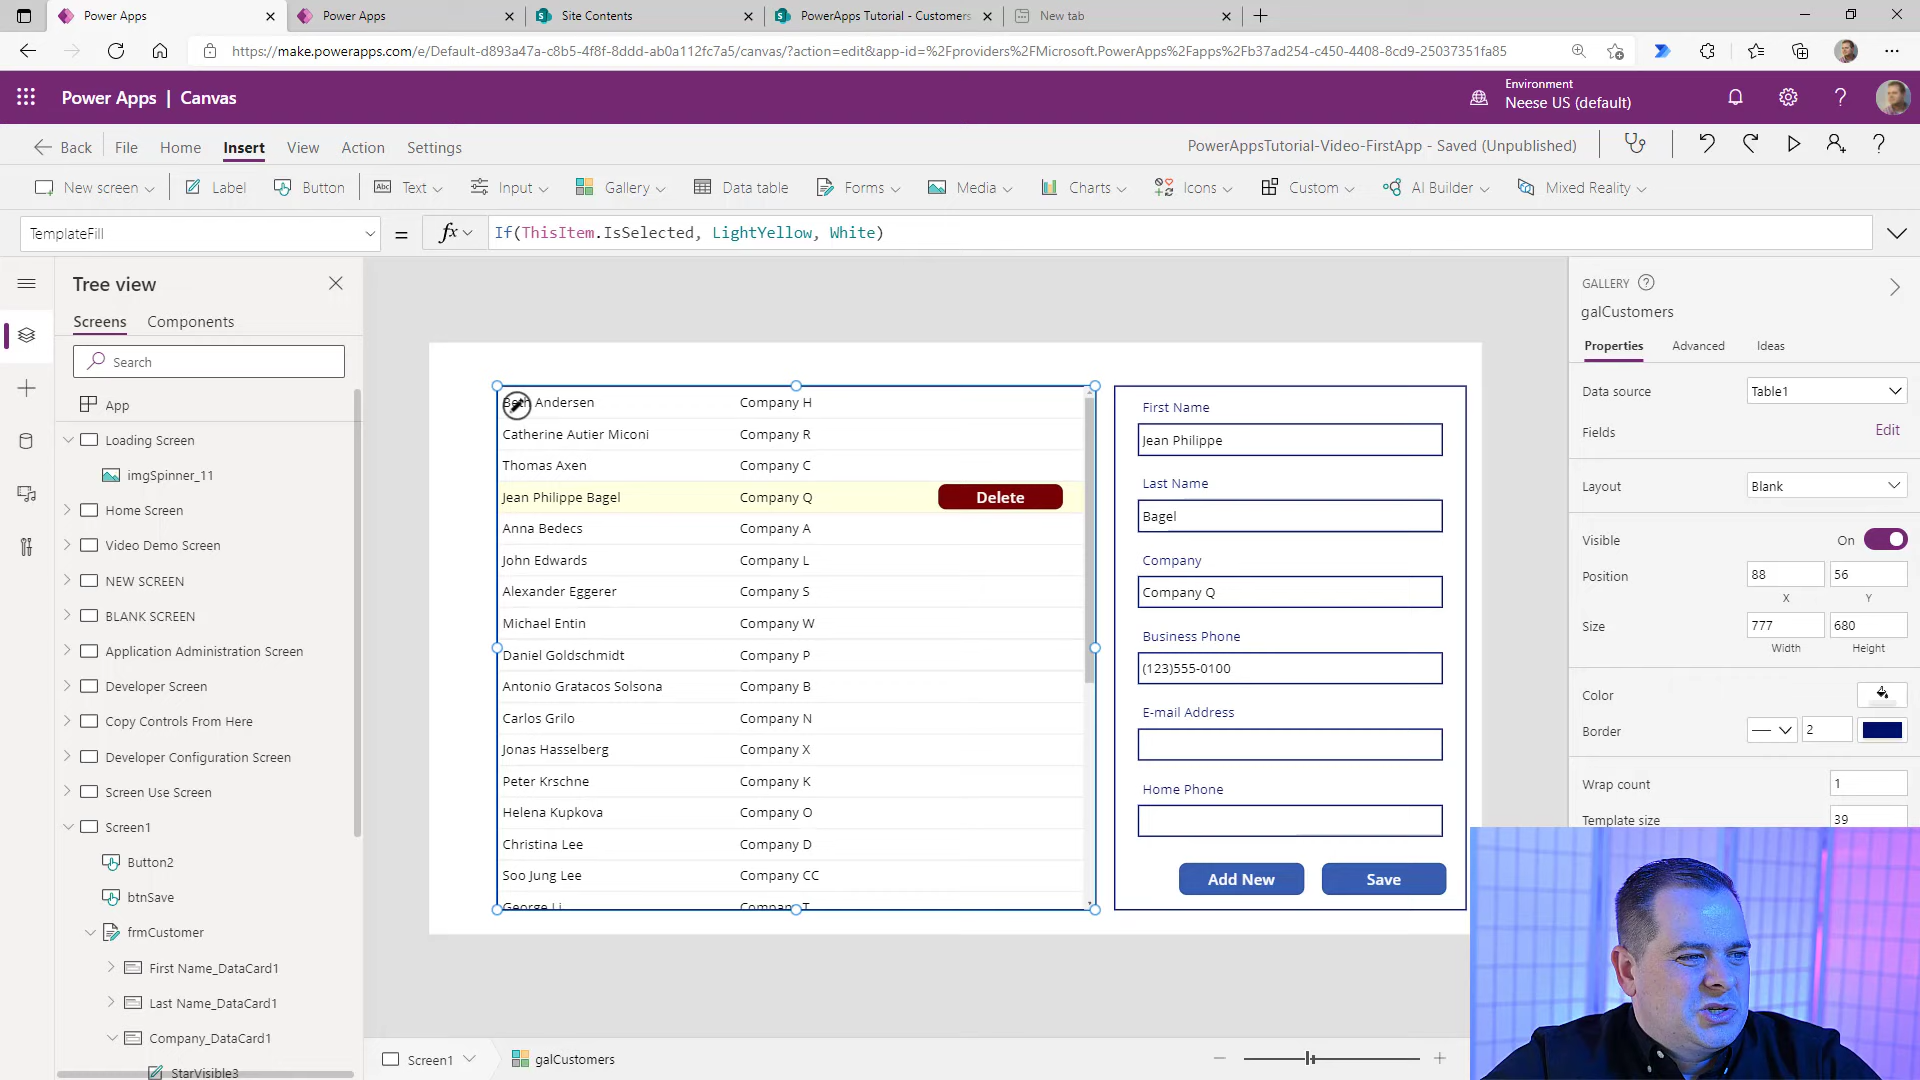 Power Apps
Power Apps
Site Contents
PowerApps Tutorial - Customers
New tab
https://make.powerapps.com/e/Default-d893a47a-c8b5-4f8f-8ddd-ab0a112fc7a5/canvas/?action=edit&app-id=%2Fproviders%2FMicrosoft.PowerApps%2Fapps%2Fb37ad254-c450-4408-8cd9-25037351fa85
Power Apps | Canvas
Environment
Neese US (default)
Back
File
Home
Insert
View
Action
Settings
PowerAppsTutorial-Video-FirstApp - Saved (Unpublished)
New screen
Label
Button
Text
Input
Gallery
Data table
Forms
Media
Charts
Icons
Custom
AI Builder
Mixed Reality
TemplateFill
=
fx
If(ThisItem.IsSelected, LightYellow, White)
Tree view
Screens
Components
Search
App
Loading Screen
imgSpinner_11
Home Screen
Video Demo Screen
NEW SCREEN
BLANK SCREEN
Application Administration Screen
Developer Screen
Copy Controls From Here
Developer Configuration Screen
Screen Use Screen
Screen1
Button2
btnSave
frmCustomer
First Name_DataCard1
Last Name_DataCard1
Company_DataCard1
StarVisible3
Beth Andersen Company H
Catherine Autier Miconi Company R
Thomas Axen Company C
Jean Philippe Bagel Company Q Delete
Anna Bedecs Company A
John Edwards Company L
Alexander Eggerer Company S
Michael Entin Company W
Daniel Goldschmidt Company P
Antonio Gratacos Solsona Company B
Carlos Grilo Company N
Jonas Hasselberg Company X
Peter Krschne Company K
Helena Kupkova Company O
Christina Lee Company D
Soo Jung Lee Company CC
George Li Company T
First Name
Jean Philippe
Last Name
Bagel
Company
Company Q
Business Phone
(123)555-0100
E-mail Address
Home Phone
Add New
Save
Screen1
galCustomers
GALLERY
galCustomers
Properties
Advanced
Ideas
Data source
Table1
Fields
Edit
Layout
Blank
Visible
On
Position
88
56
X
Y
Size
777
680
Width
Height
Color
Border
2
Wrap count
1
Template size
39